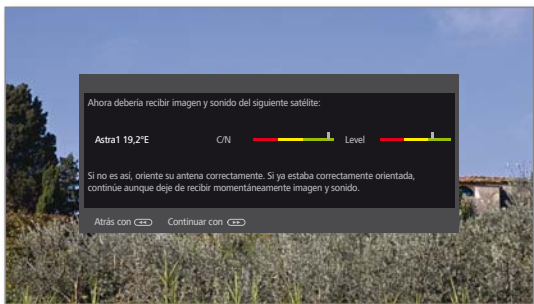 Ahora debería recibir imagen y sonido del siguiente satélite:
Astra1 19,2°E C/N Level
Si no es así, oriente su antena correctamente. Si ya estaba correctamente orientada,
continúe aunque deje de recibir momentáneamente imagen y sonido.
Atrás con Continuar con